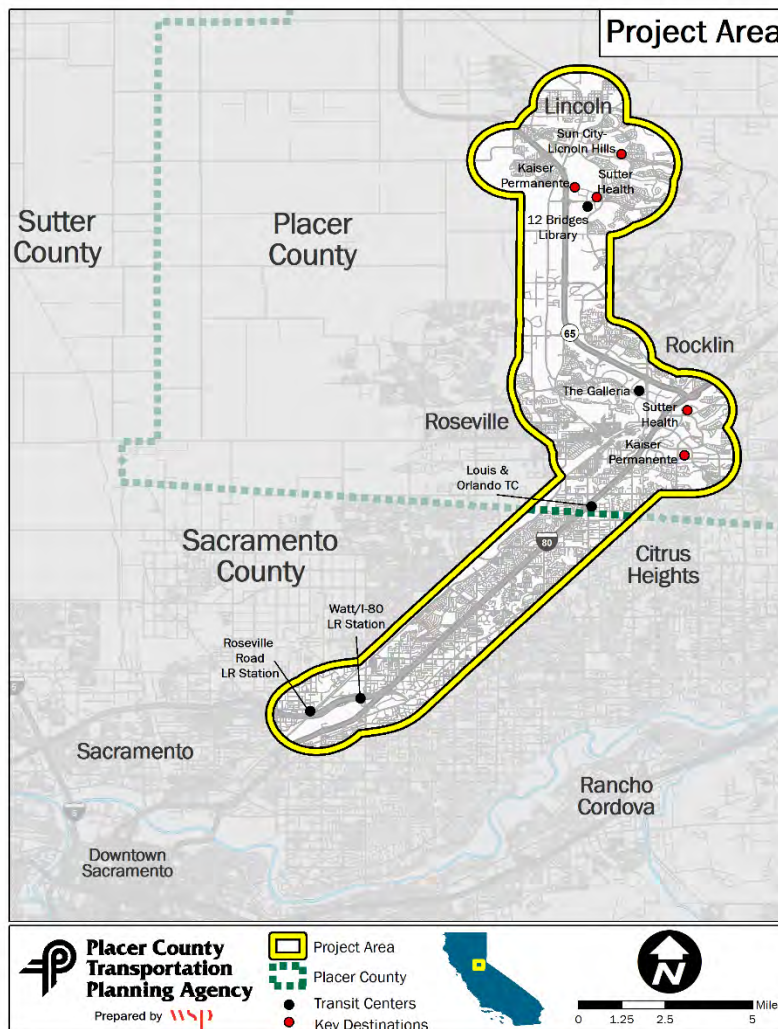 Project Area
Lincoln
Sun City-
Licnoln Hills
Kaiser
Permanente
Sutter
Health
12 Bridges
Library
Sutter
County
Placer
County
65
Rocklin
The Galleria
Roseville
Sutter
Health
Kaiser
Permanente
Louis &
Orlando TC
80
Sacramento
County
Citrus
Heights
Watt/I-80
LR Station
Roseville
Road
LR Station
Sacramento
Rancho
Cordova
5
Downtown
Sacramento
Placer County
Transportation
Planning Agency
Prepared by wsp
Project Area
Placer County
Transit Centers
Key Destinations
N
Mile
0 1.25 2.5 5